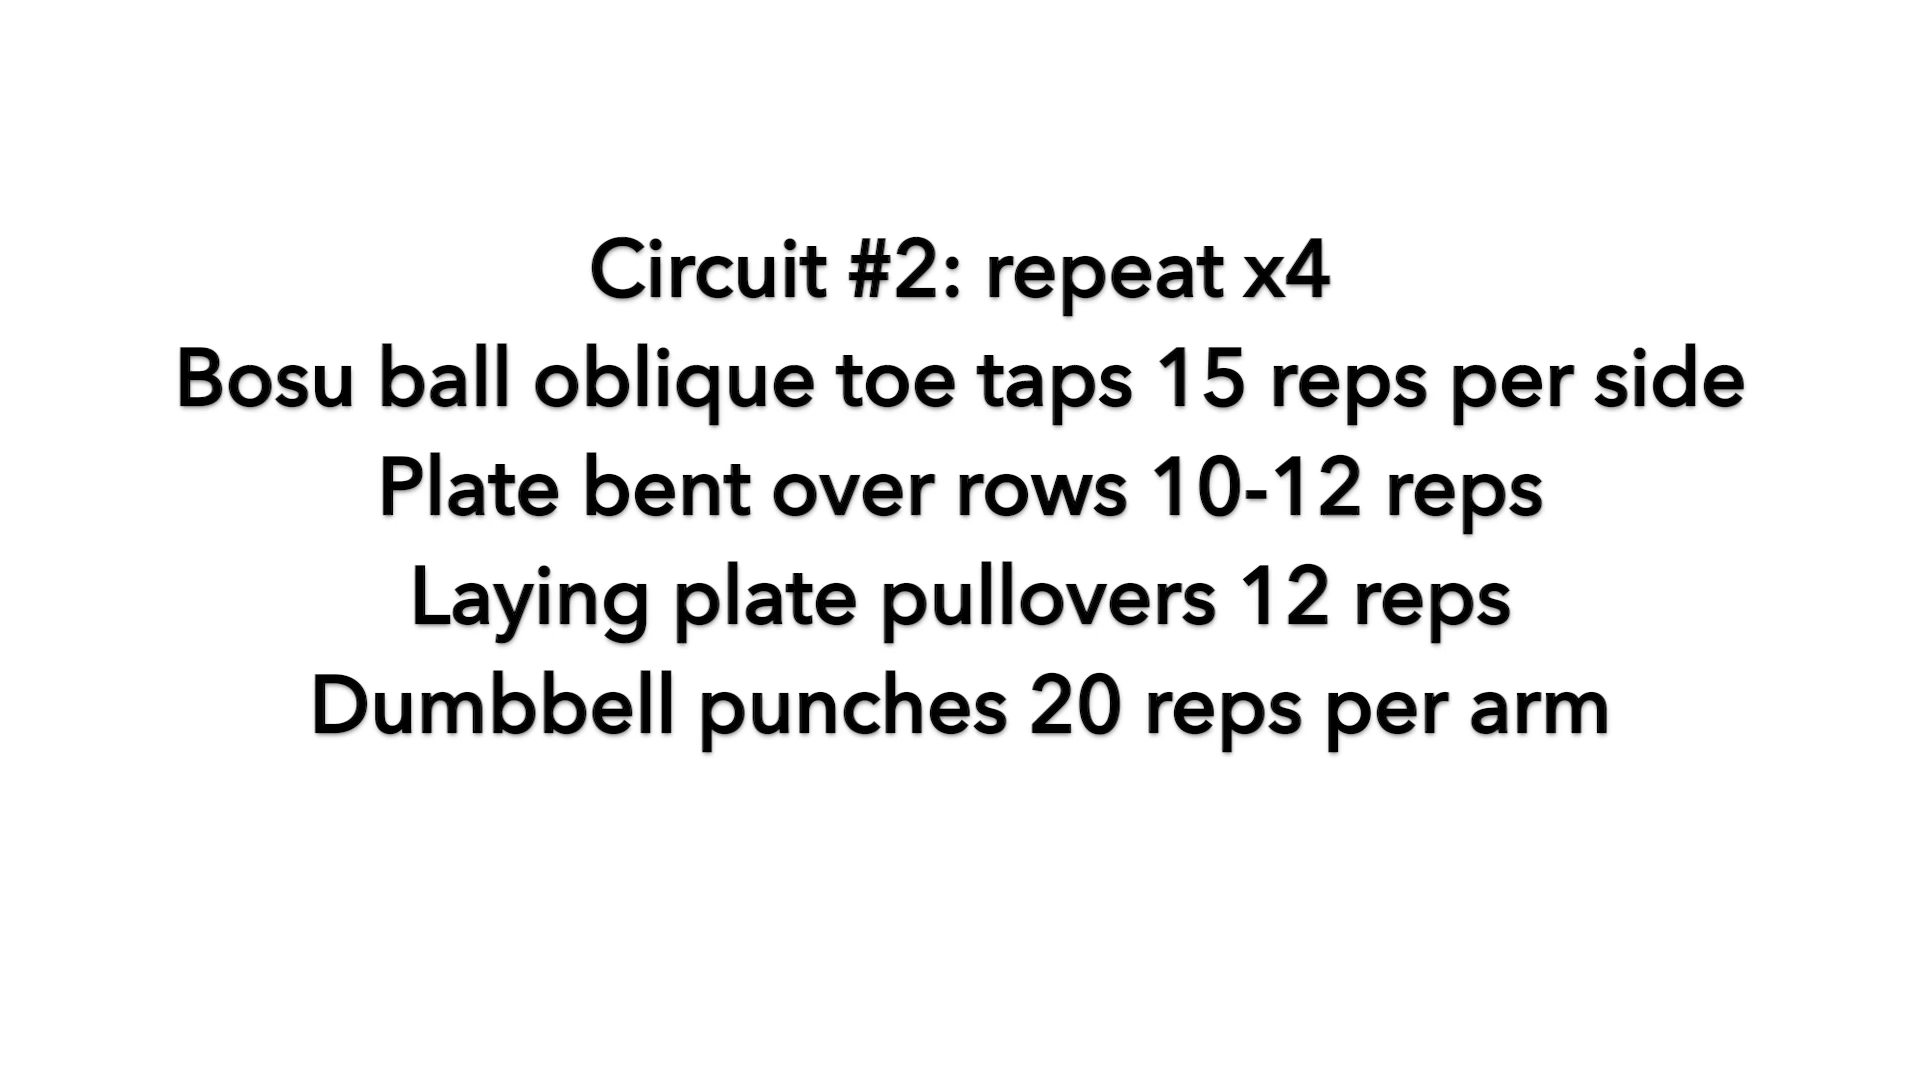 Circuit #2: repeat x4
Bosu ball oblique toe taps 15 reps per side
Plate bent over rows 10-12 reps
Laying plate pullovers 12 reps
Dumbbell punches 20 reps per arm